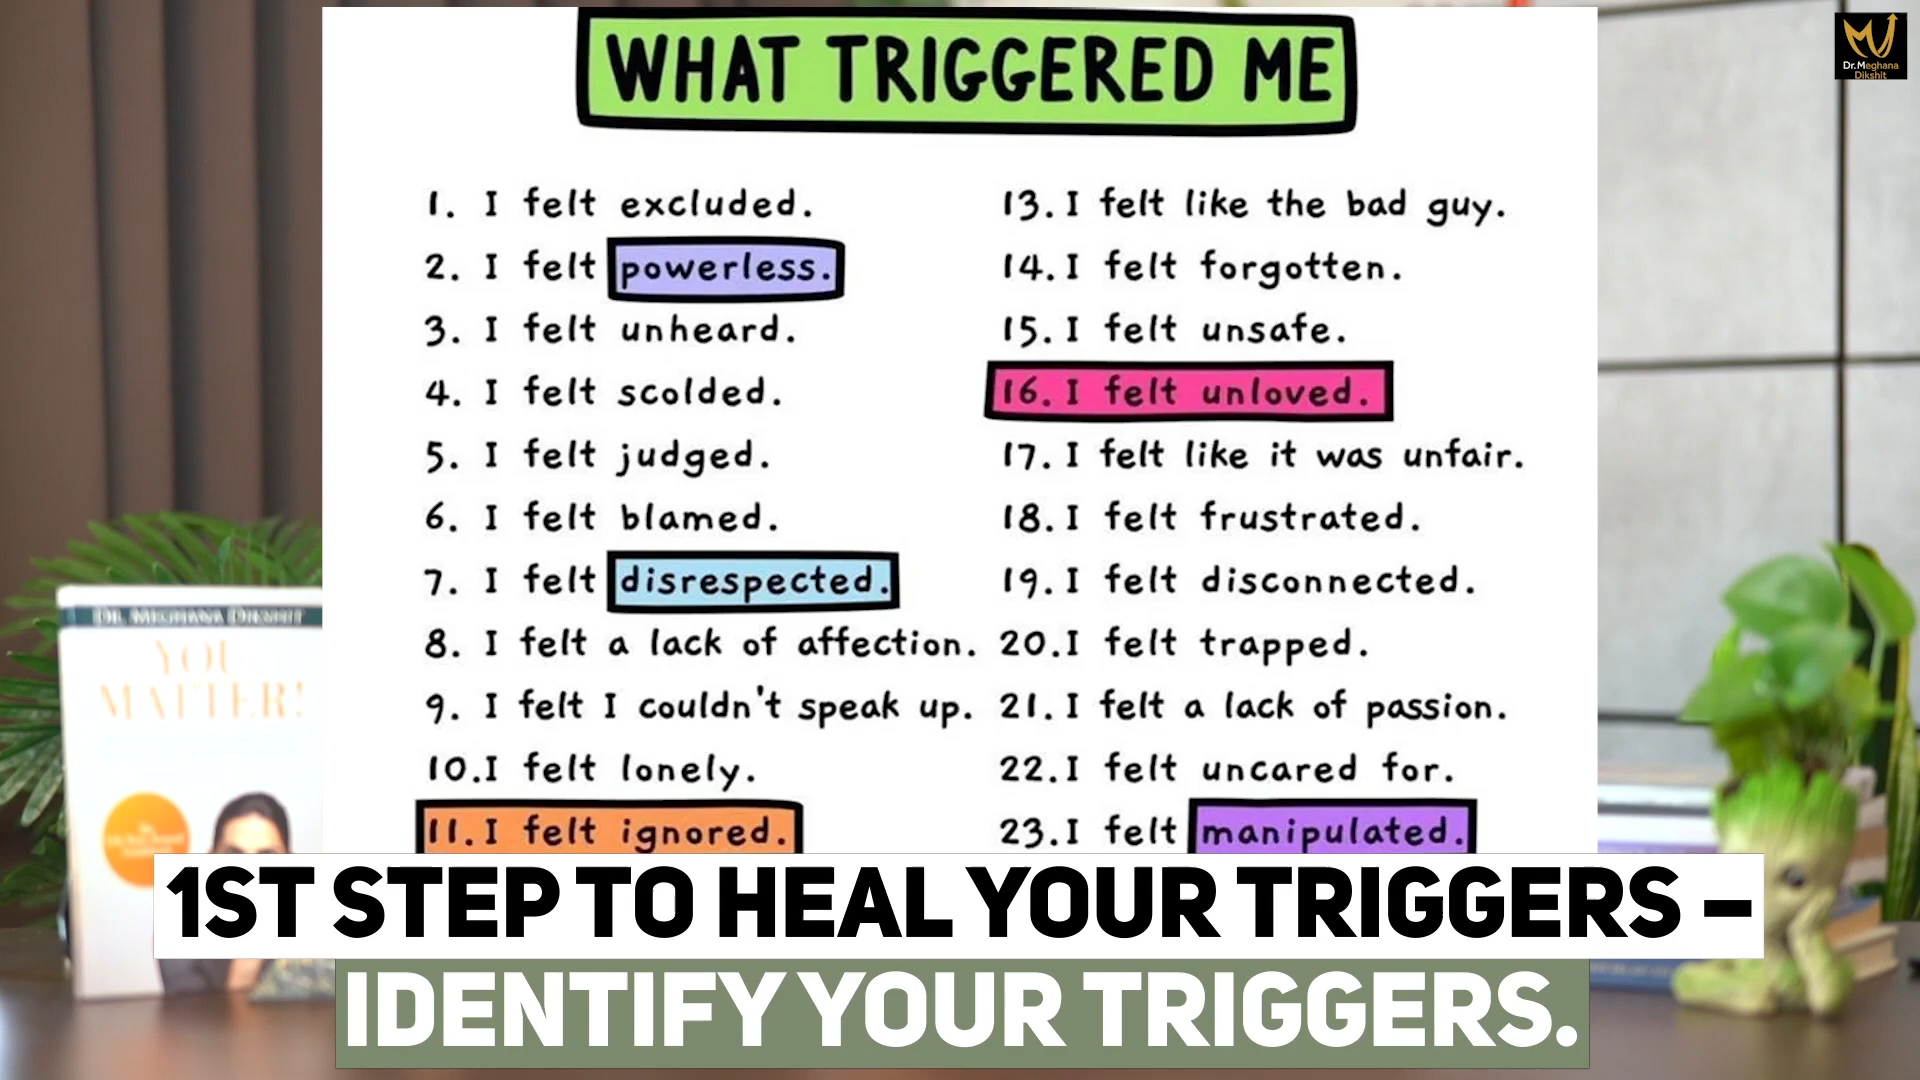 WHAT TRIGGERED ME
1. I felt excluded.
2. I felt powerless.
3. I felt unheard.
4. I felt scolded.
5. I felt judged.
6. I felt blamed.
7. I felt disrespected.
8. I felt a lack of affection.
9. I felt I couldn't speak up.
10. I felt lonely.
11. I felt ignored.
13. I felt like the bad guy.
14. I felt forgotten.
15. I felt unsafe.
16. I felt unloved.
17. I felt like it was unfair.
18. I felt frustrated.
19. I felt disconnected.
20. I felt trapped.
21. I felt a lack of passion.
22. I felt uncared for.
23. I felt manipulated.
1ST STEP TO HEAL YOUR TRIGGERS –
IDENTIFY YOUR TRIGGERS.
Dr. Meghana
Dikshit
DR. MEGHANA DIKSHIT
YOU
MATTER!